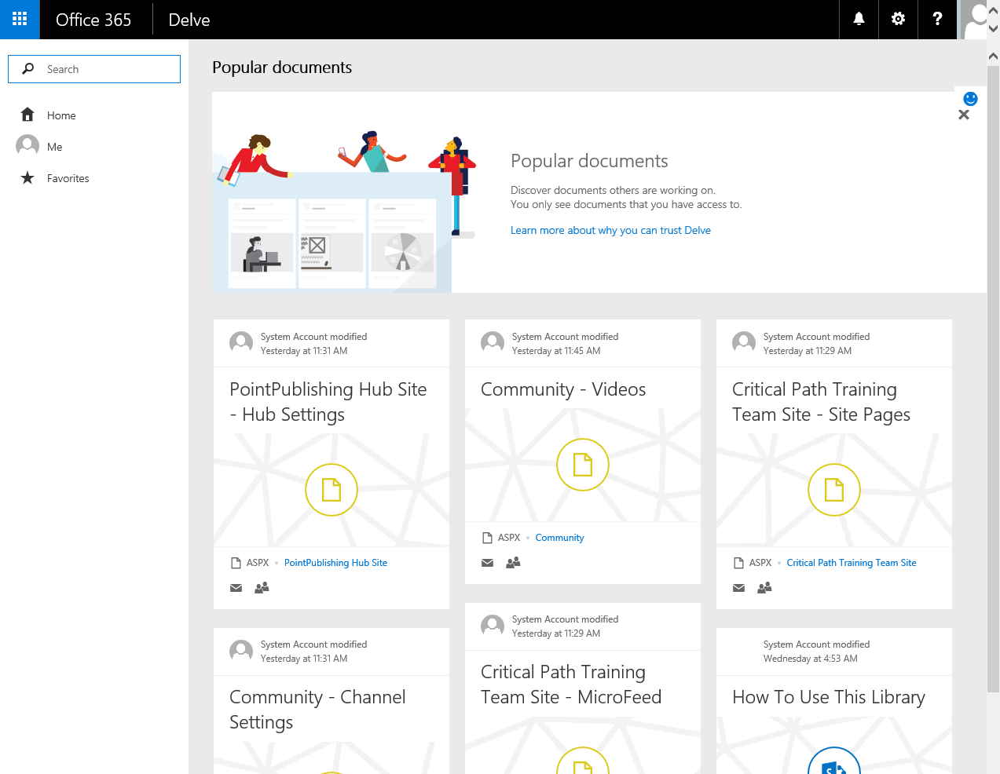 Office 365
Delve
?
Search
Home
Me
Favorites
Popular documents
Popular documents
Discover documents others are working on.
You only see documents that you have access to.
Learn more about why you can trust Delve
System Account modified
Yesterday at 11:31 AM
PointPublishing Hub Site
- Hub Settings
ASPX • PointPublishing Hub Site
System Account modified
Yesterday at 11:45 AM
Community - Videos
ASPX • Community
System Account modified
Yesterday at 11:29 AM
Critical Path Training
Team Site - Site Pages
ASPX • Critical Path Training Team Site
System Account modified
Yesterday at 11:31 AM
Community - Channel
Settings
System Account modified
Yesterday at 11:29 AM
Critical Path Training
Team Site - MicroFeed
System Account modified
Wednesday at 4:53 AM
How To Use This Library